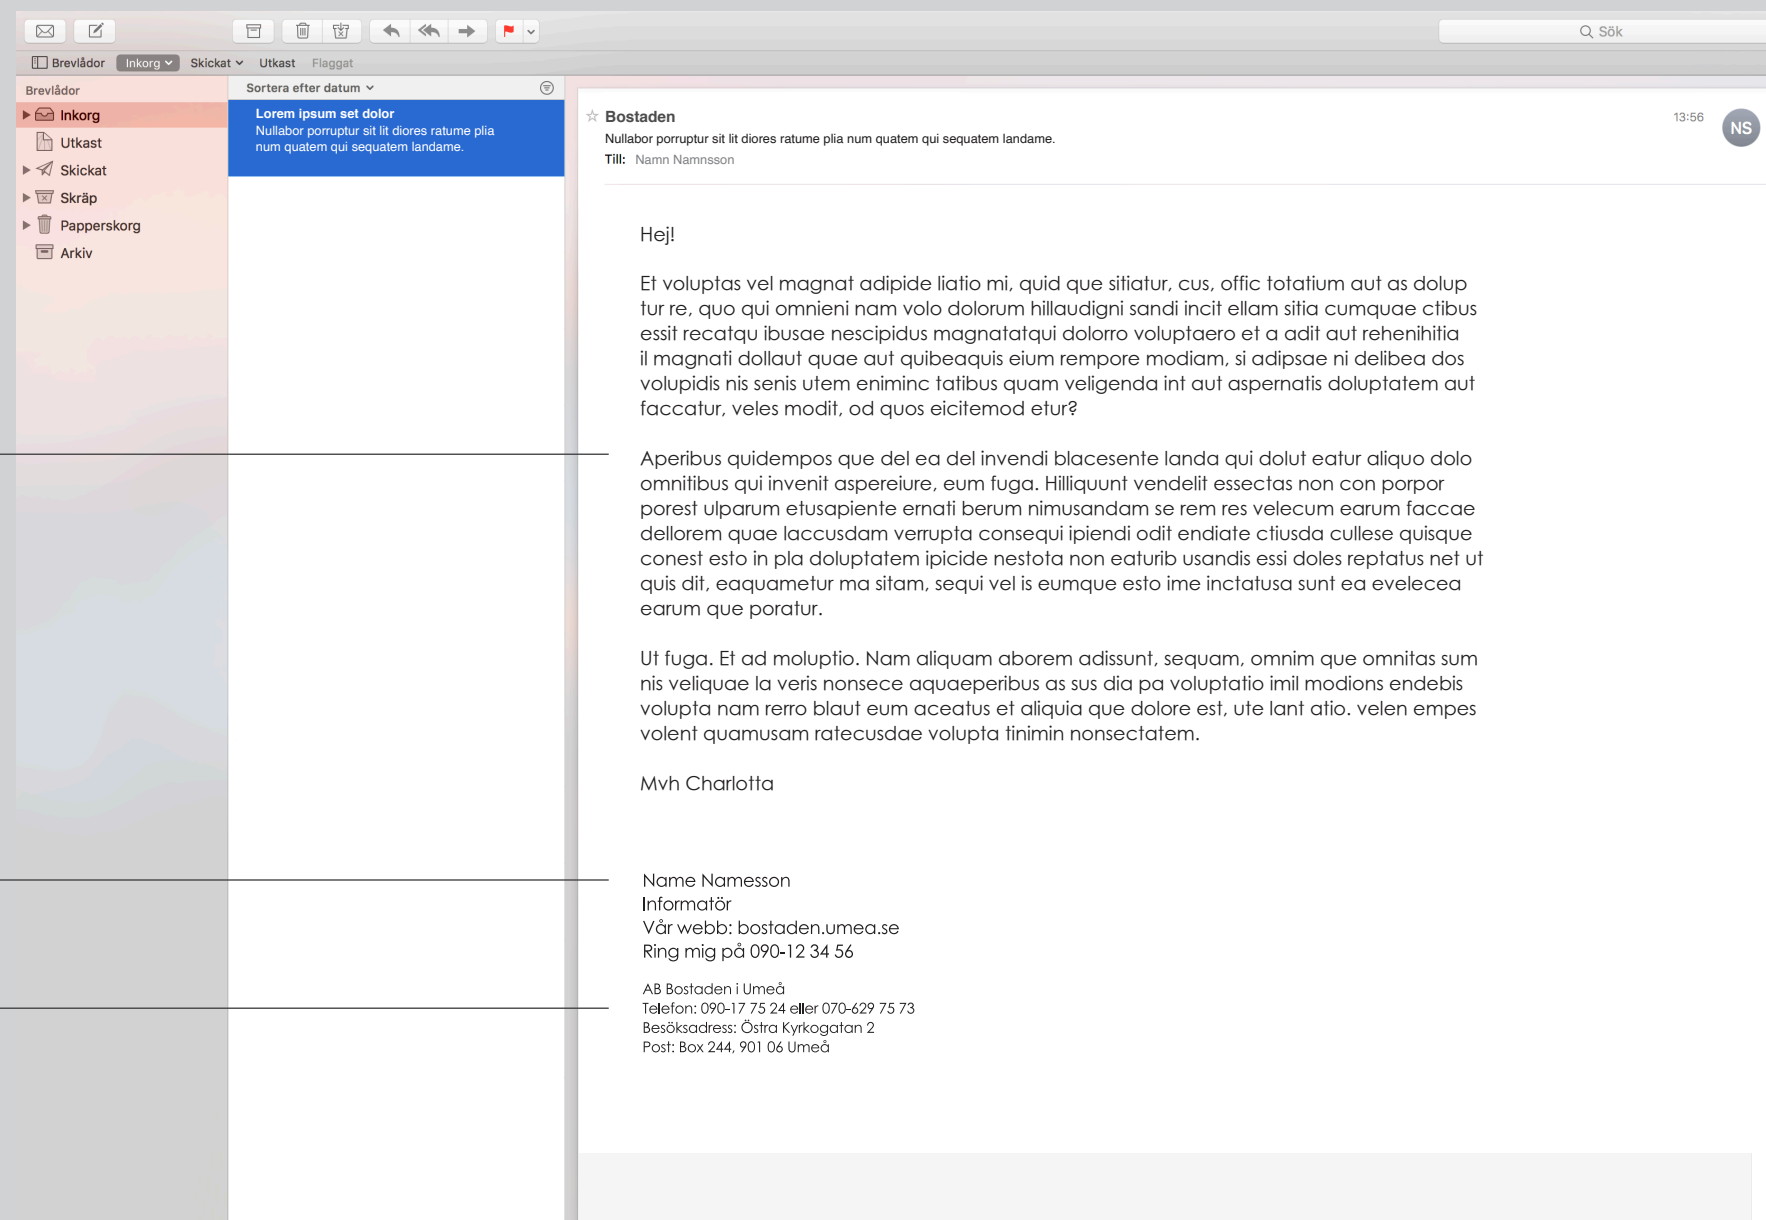 Sök
Brevlådor Inkorg Skickat Utkast Flaggat
Brevlådor
Inkorg
Utkast
Skickat
Skräp
Papperskorg
Arkiv
Sortera efter datum
Lorem ipsum set dolor
Nullabor porruptur sit lit diores ratume plia
num quatem qui sequatem landame.
Bostaden
13:56
NS
Nullabor porruptur sit lit diores ratume plia num quatem qui sequatem landame.
Till: Namn Namnsson
Hej!
Et voluptas vel magnat adipide liatio mi, quid que sitiatur, cus, offic totatium aut as dolup
tur re, quo qui omnieni nam volo dolorum hillaudigni sandi incit ellam sitia cumquae ctibus
essit recatqu ibusae nescipidus magnatatqui dolorro voluptaero et a adit aut rehenihitia
il magnati dollaut quae aut quibeaquis eium rempore modiam, si adipsae ni delibea dos
volupidis nis senis utem eniminc tatibus quam veligenda int aut aspernatis doluptatem aut
faccatur, veles modit, od quos eicitemod etur?
Aperibus quidempos que del ea del invendi blacesente landa qui dolut eatur aliquo dolo
omnitibus qui invenit aspereiure, eum fuga. Hilliquunt vendelit essectas non con porpor
porest ulparum etusapiente ernati berum nimusandam se rem res velecum earum faccae
dellorem quae laccusdam verrupta consequi ipiendi odit endiate ctiusda cullese quisque
conest esto in pla doluptatem ipicide nestota non eaturib usandis essi doles reptatus net ut
quis dit, eaquametur ma sitam, sequi vel is eumque esto ime inctatusa sunt ea evelecea
earum que poratur.
Ut fuga. Et ad moluptio. Nam aliquam aborem adissunt, sequam, omnim que omnitas sum
nis veliquae la veris nonsece aquaeperibus as sus dia pa voluptatio imil modions endebis
volupta nam rerro blaut eum aceatus et aliquia que dolore est, ute lant atio. velen empes
volent quamusam ratecusdae volupta tinimin nonsectatem.
Mvh Charlotta
Name Namesson
Informatör
Vår webb: bostaden.umea.se
Ring mig på 090-12 34 56
AB Bostaden i Umeå
Telefon: 090-17 75 24 eller 070-629 75 73
Besöksadress: Östra Kyrkogatan 2
Post: Box 244, 901 06 Umeå